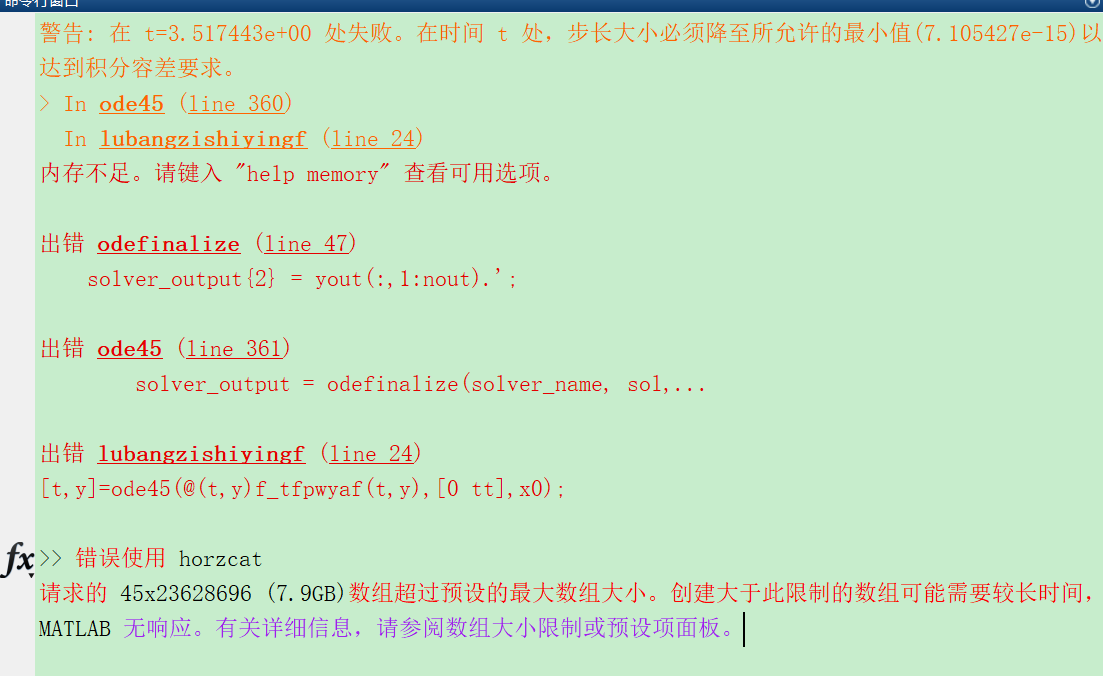 命令行窗口
警告: 在 t=3.517443e+00 处失败。在时间 t 处，步长大小必须降至所允许的最小值(7.105427e-15)以
达到积分容差要求。
> In ode45 (line 360)
In lubangzishiyingf (line 24)
内存不足。请键入 "help memory" 查看可用选项。
出错 odefinalize (line 47)
solver_output{2} = yout(:,1:nout).';
出错 ode45 (line 361)
solver_output = odefinalize(solver_name, sol,...
出错 lubangzishiyingf (line 24)
[t,y]=ode45(@(t,y)f_tfpwyaf(t,y),[0 tt],x0);
fx >> 错误使用 horzcat
请求的 45x23628696 (7.9GB)数组超过预设的最大数组大小。创建大于此限制的数组可能需要较长时间，
MATLAB 无响应。有关详细信息，请参阅数组大小限制或预设项面板。